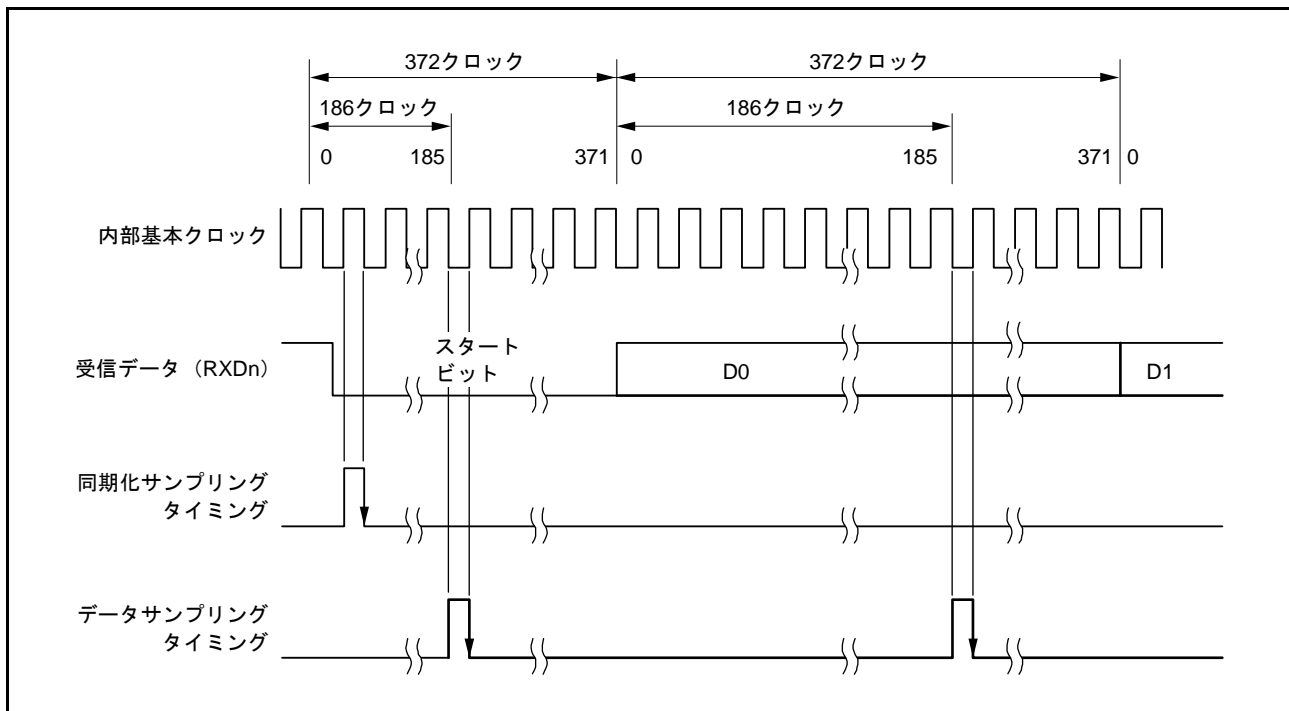 372クロック 372クロック
186クロック 186クロック
0 185 371 0 185 371 0
内部基本クロック
受信データ（RXDn）
スタート
ビット
D0
D1
同期化サンプリング
タイミング
データサンプリング
タイミング